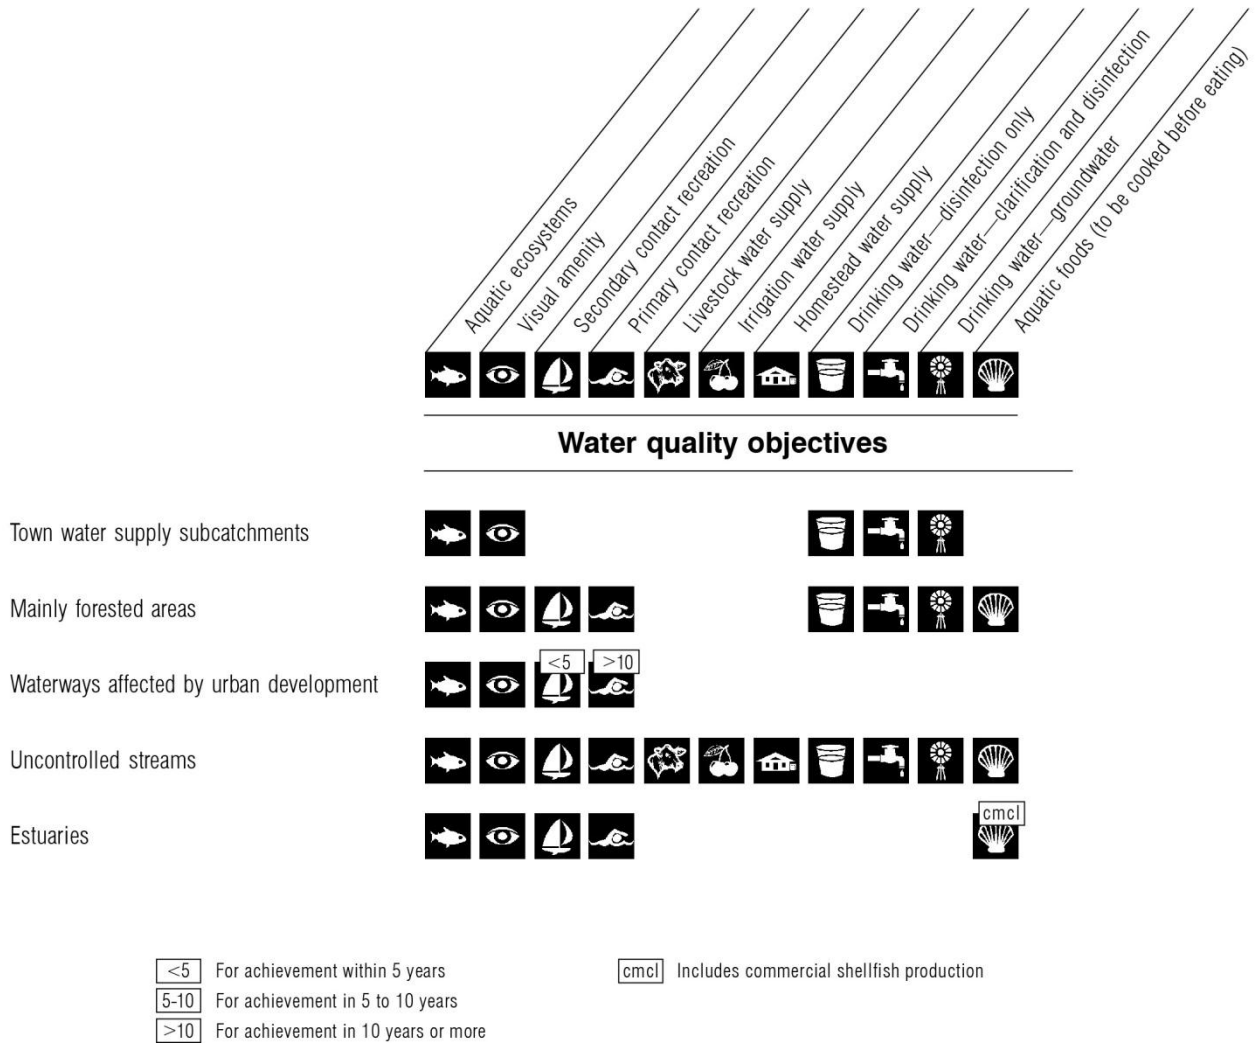 Aquatic ecosystems
Visual amenity
Secondary contact recreation
Primary contact recreation
Livestock water supply
Irrigation water supply
Homestead water supply
Drinking water—disinfection only
Drinking water—clarification and disinfection
Drinking water—groundwater
Aquatic foods (to be cooked before eating)
Water quality objectives
Town water supply subcatchments
Mainly forested areas
<5 >10
Waterways affected by urban development
Uncontrolled streams
cmcl
Estuaries
<5 For achievement within 5 years
cmcl Includes commercial shellfish production
5-10 For achievement in 5 to 10 years
>10 For achievement in 10 years or more